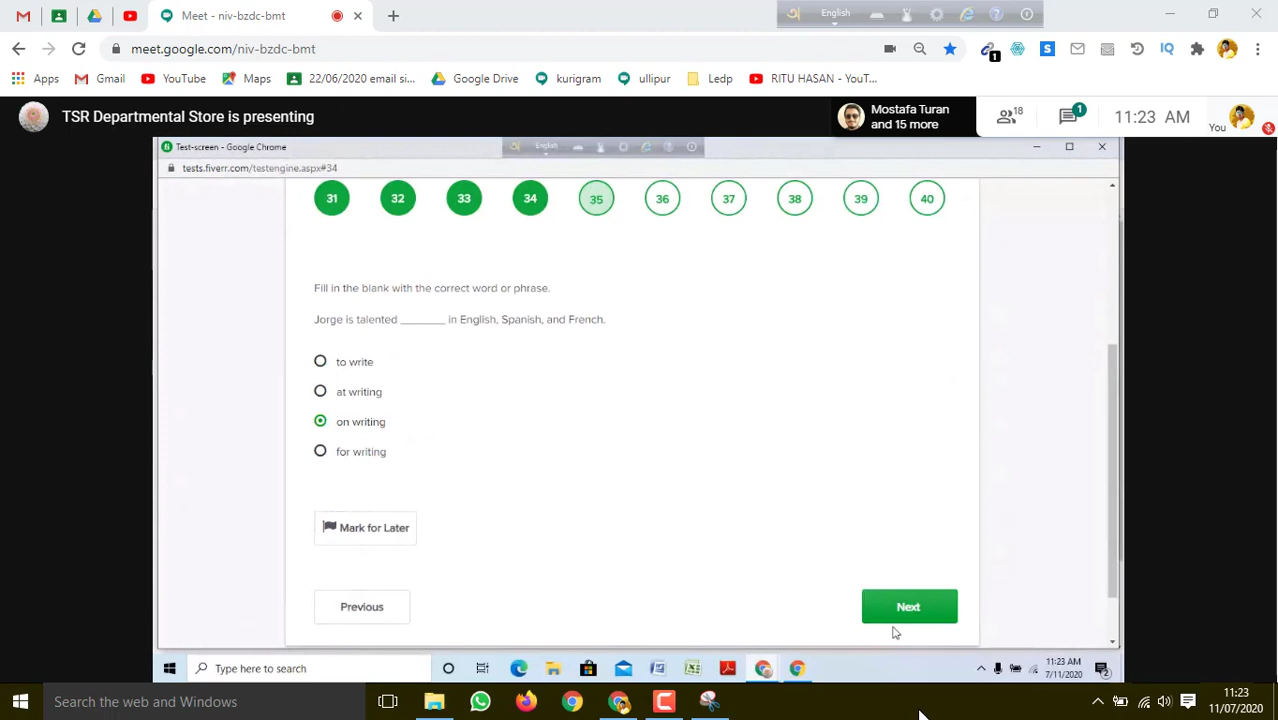 Meet - niv-bzdc-bmt
English
meet.google.com/niv-bzdc-bmt
1
IQ
Apps
Gmail
YouTube
Maps
22/06/2020 email si...
Google Drive
kurigram
ullipur
Ledp
RITU HASAN - YouT...
TSR Departmental Store is presenting
Mostafa Turan
and 15 more
18
1
11:23 AM
You
Test-screen - Google Chrome
English
tests.fiverr.com/testengine.aspx#34
31 32 33 34 35 36 37 38 39 40
Fill in the blank with the correct word or phrase.
Jorge is talented ________ in English, Spanish, and French.
to write
at writing
on writing
for writing
Mark for Later
Previous
Next
Type here to search
11:23 AM
7/11/2020
2
Search the web and Windows
11:23
11/07/2020